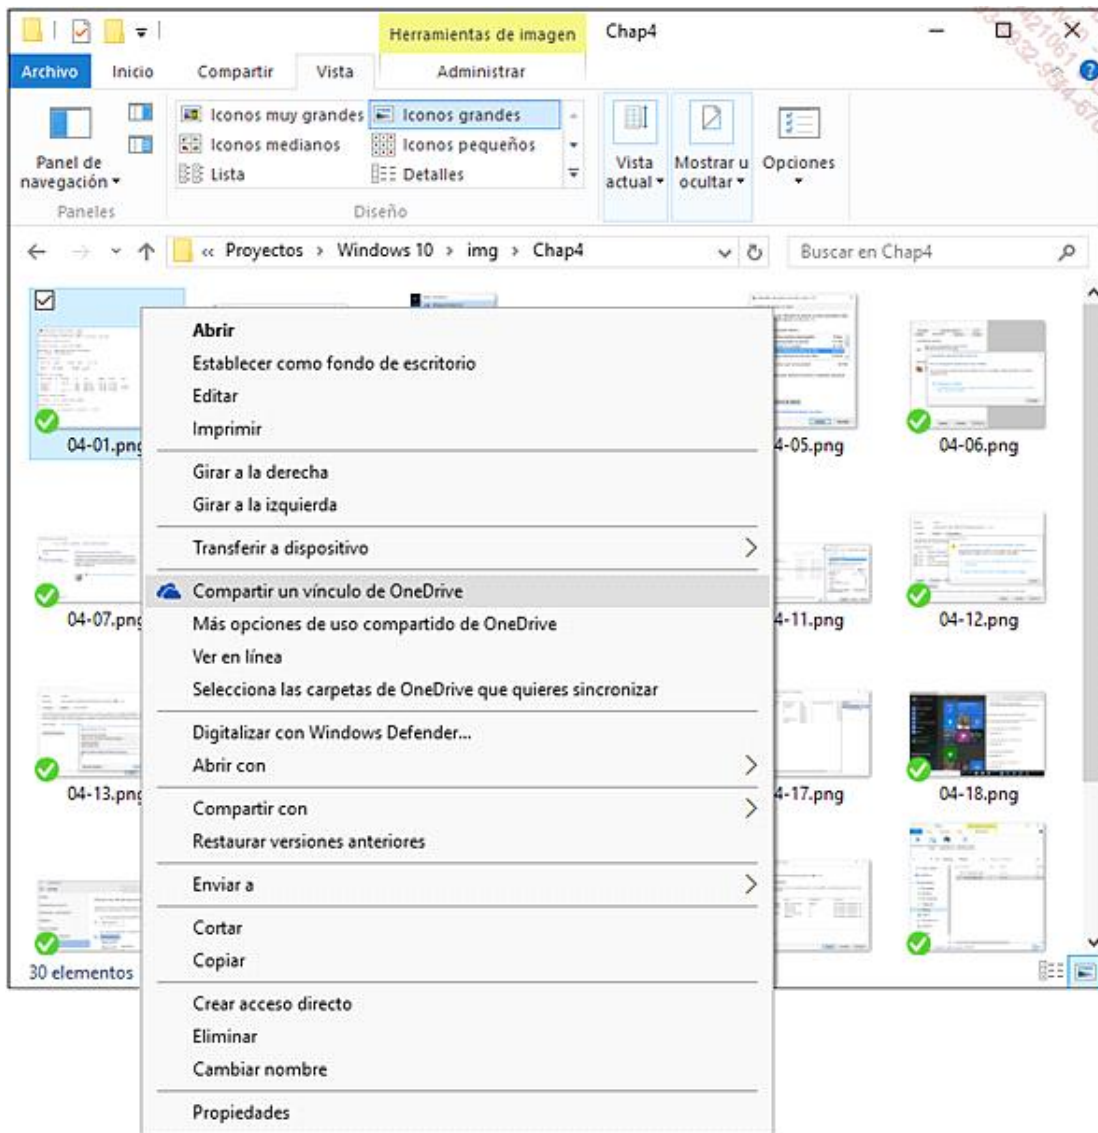 Herramientas de imagen Chap4
Archivo Inicio Compartir Vista Administrar
Iconos muy grandes Iconos grandes
Iconos medianos Iconos pequeños
Lista Detalles
Panel de navegación
Vista actual
Mostrar u ocultar
Opciones
Paneles Diseño
« Proyectos > Windows 10 > img > Chap4
Buscar en Chap4
Abrir
Establecer como fondo de escritorio
Editar
Imprimir
Girar a la derecha
Girar a la izquierda
Transferir a dispositivo
Compartir un vínculo de OneDrive
Más opciones de uso compartido de OneDrive
Ver en línea
Selecciona las carpetas de OneDrive que quieres sincronizar
Digitalizar con Windows Defender...
Abrir con
Compartir con
Restaurar versiones anteriores
Enviar a
Cortar
Copiar
Crear acceso directo
Eliminar
Cambiar nombre
Propiedades
04-01.png
4-05.png
04-06.png
04-07.png
4-11.png
04-12.png
04-13.png
4-17.png
04-18.png
30 elementos